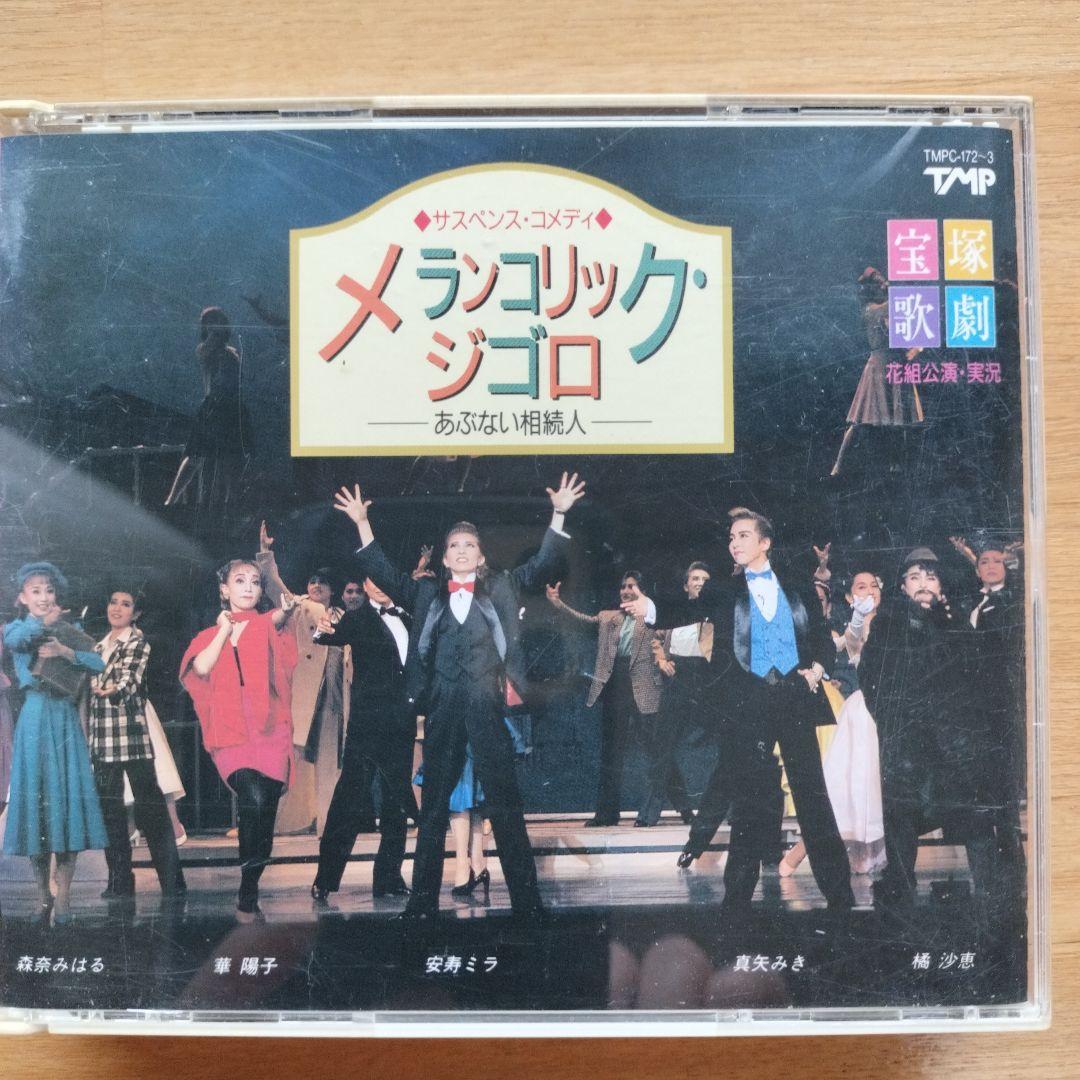 TMPC-172~3
TMP
宝塚
歌劇
花組公演・実況
◆サスペンス・コメディ◆
メランコリック・
ジゴロ
―あぶない相続人―
森奈みはる
華 陽子
安寿ミラ
真矢みき
橘 沙恵